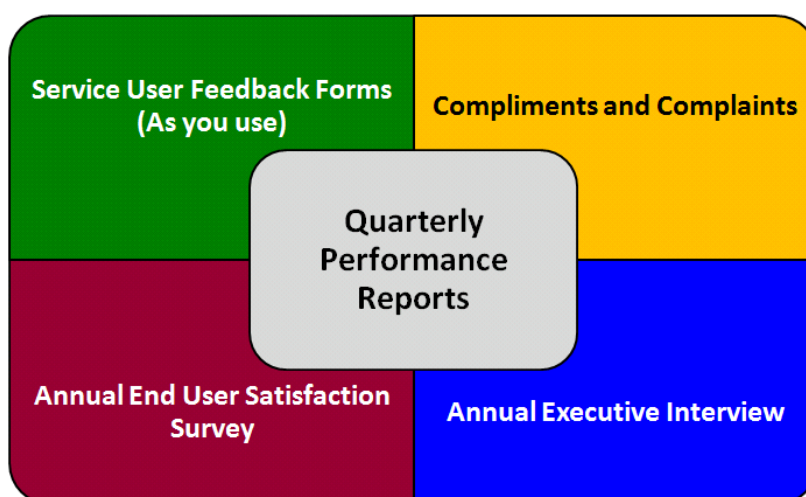 Service User Feedback Forms
(As you use)
Compliments and Complaints
Quarterly
Performance
Reports
Annual End User Satisfaction
Survey
Annual Executive Interview